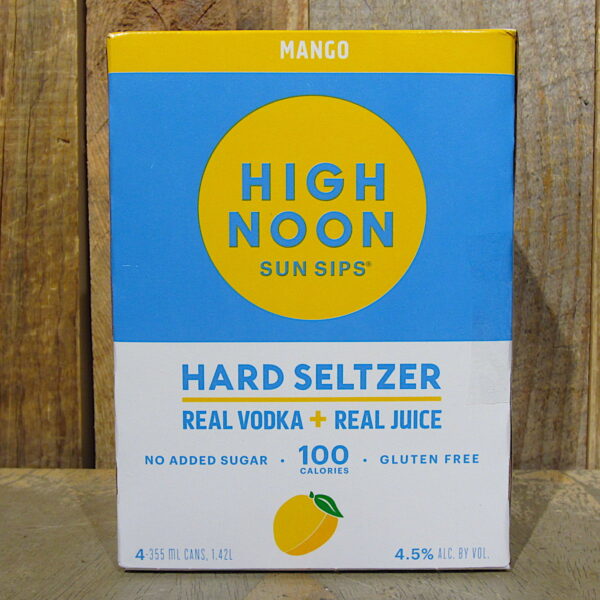 MANGO
HIGH
NOON
SUN SIPS®
HARD SELTZER
REAL VODKA + REAL JUICE
NO ADDED SUGAR • 100 CALORIES • GLUTEN FREE
4-355 ML CANS, 1.42L
4.5% ALC. BY VOL.